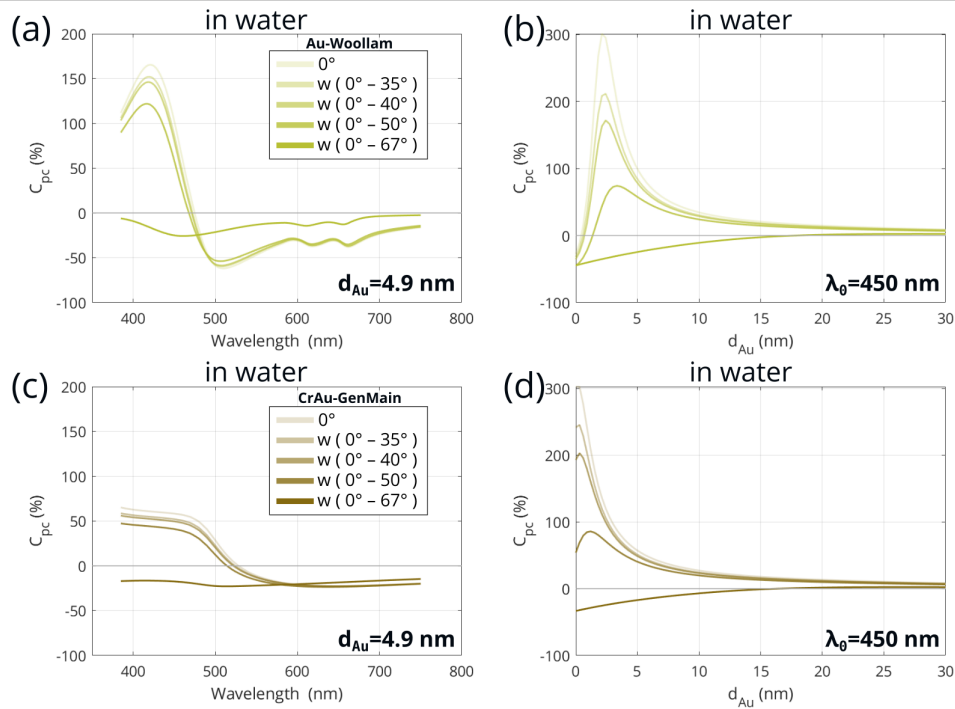 (a)
in water
200
150
100
50
0
-50
-100
C_pc (%)
Au-Woollam
0°
w ( 0° – 35° )
w ( 0° – 40° )
w ( 0° – 50° )
w ( 0° – 67° )
d_Au=4.9 nm
400 500 600 700 800
Wavelength (nm)
(b)
in water
300
200
100
0
-100
C_pc (%)
λ_θ=450 nm
0 5 10 15 20 25 30
d_Au (nm)
(c)
in water
200
150
100
50
0
-50
-100
C_pc (%)
CrAu-GenMain
0°
w ( 0° – 35° )
w ( 0° – 40° )
w ( 0° – 50° )
w ( 0° – 67° )
d_Au=4.9 nm
400 500 600 700 800
Wavelength (nm)
(d)
in water
300
200
100
0
-100
C_pc (%)
λ_θ=450 nm
0 5 10 15 20 25 30
d_Au (nm)